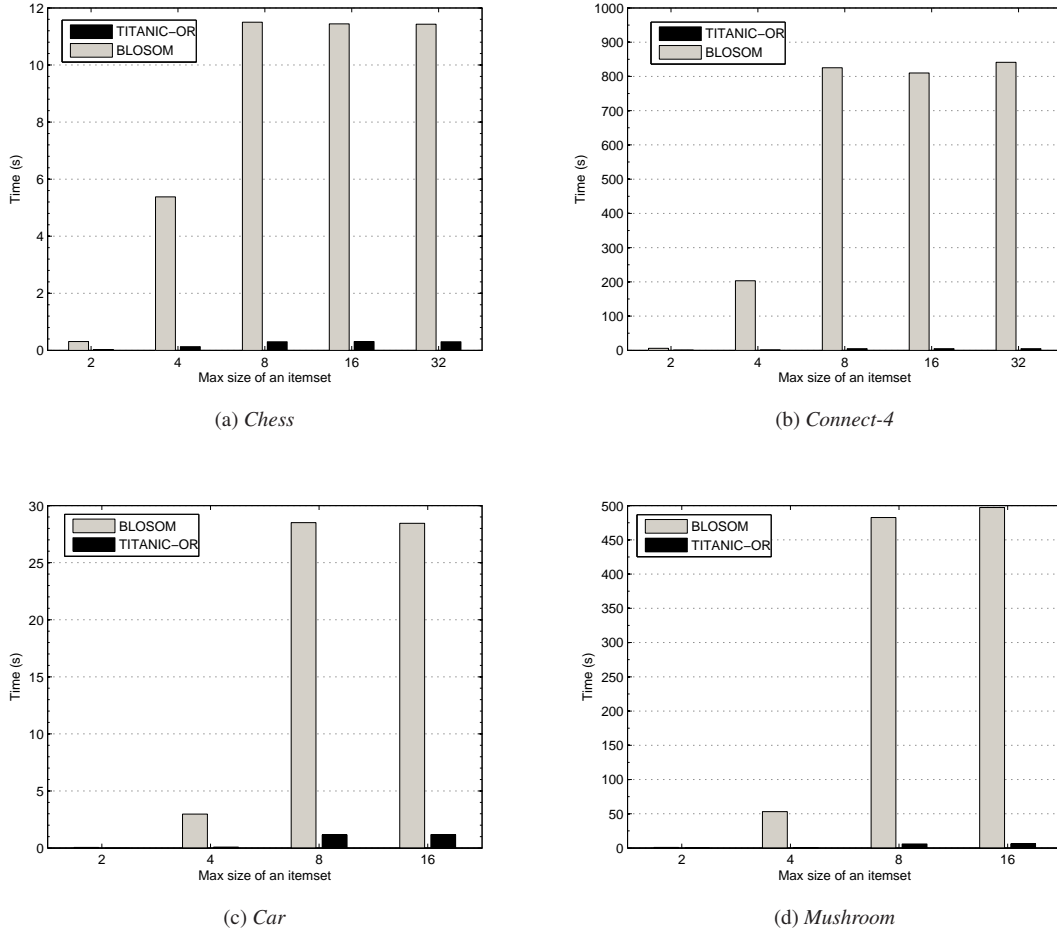 12
10
8
6
4
2
0
Time (s)
TITANIC−OR
BLOSOM
2 4 8 16 32
Max size of an itemset
(a) Chess
1000
900
800
700
600
500
400
300
200
100
0
Time (s)
TITANIC−OR
BLOSOM
2 4 8 16 32
Max size of an itemset
(b) Connect-4
30
25
20
15
10
5
0
Time (s)
BLOSOM
TITANIC−OR
2 4 8 16
Max size of an itemset
(c) Car
500
450
400
350
300
250
200
150
100
50
0
Time (s)
BLOSOM
TITANIC−OR
2 4 8 16
Max size of an itemset
(d) Mushroom